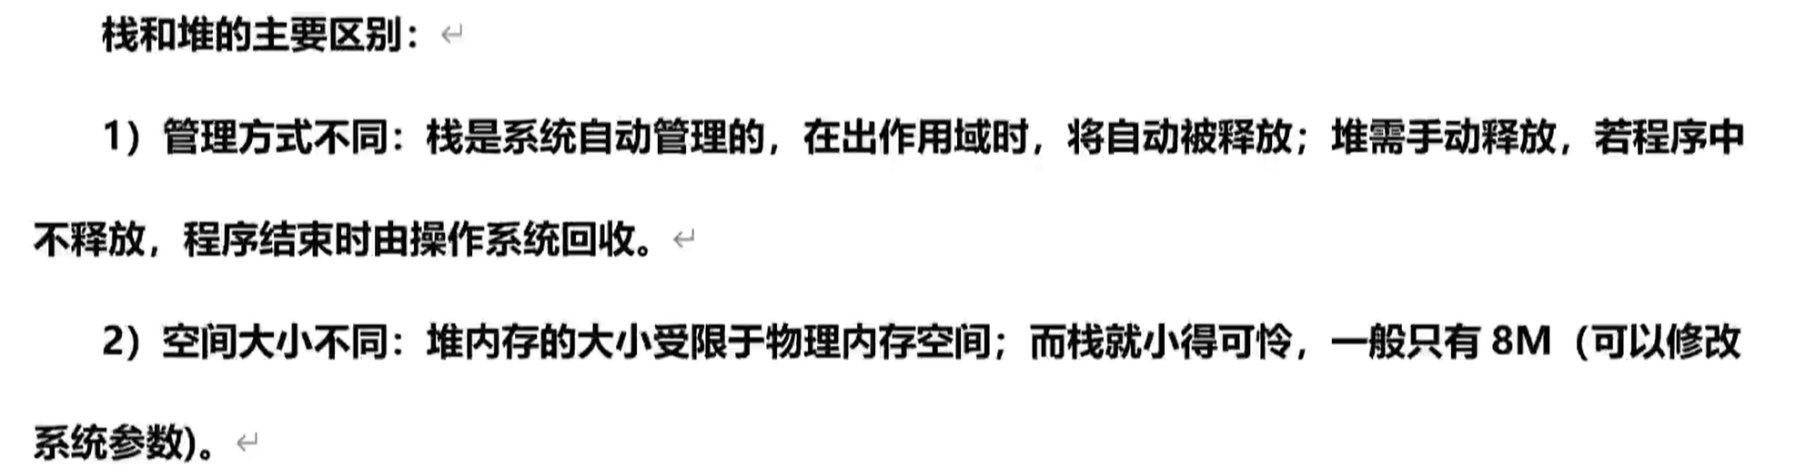 栈和堆的主要区别：
1）管理方式不同：栈是系统自动管理的，在出作用域时，将自动被释放；堆需手动释放，若程序中
不释放，程序结束时由操作系统回收。
2）空间大小不同：堆内存的大小受限于物理内存空间；而栈就小得可怜，一般只有 8M（可以修改
系统参数)。